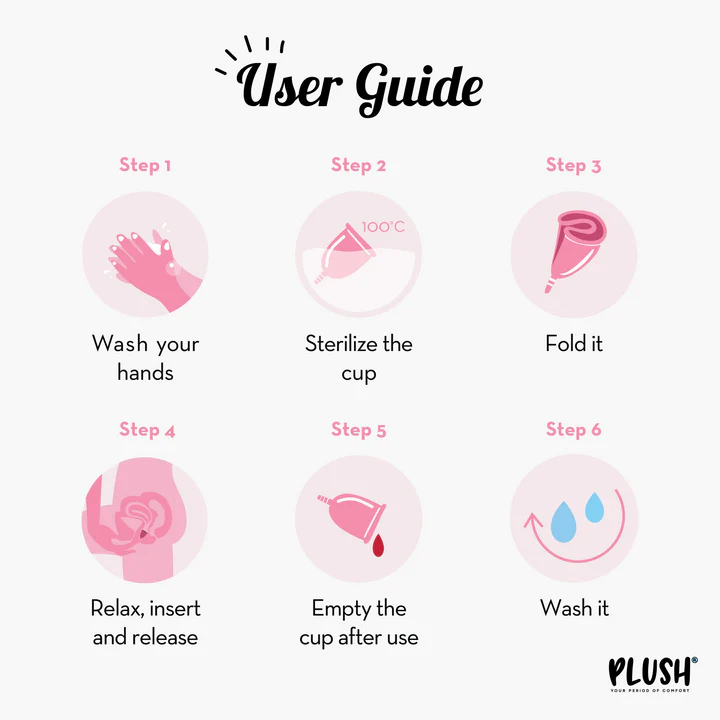 User Guide
Step 1
Step 2
Step 3
100°C
Wash your
hands
Sterilize the
cup
Fold it
Step 4
Step 5
Step 6
Relax, insert
and release
Empty the
cup after use
Wash it
PLUSH®
YOUR PERIOD OF COMFORT